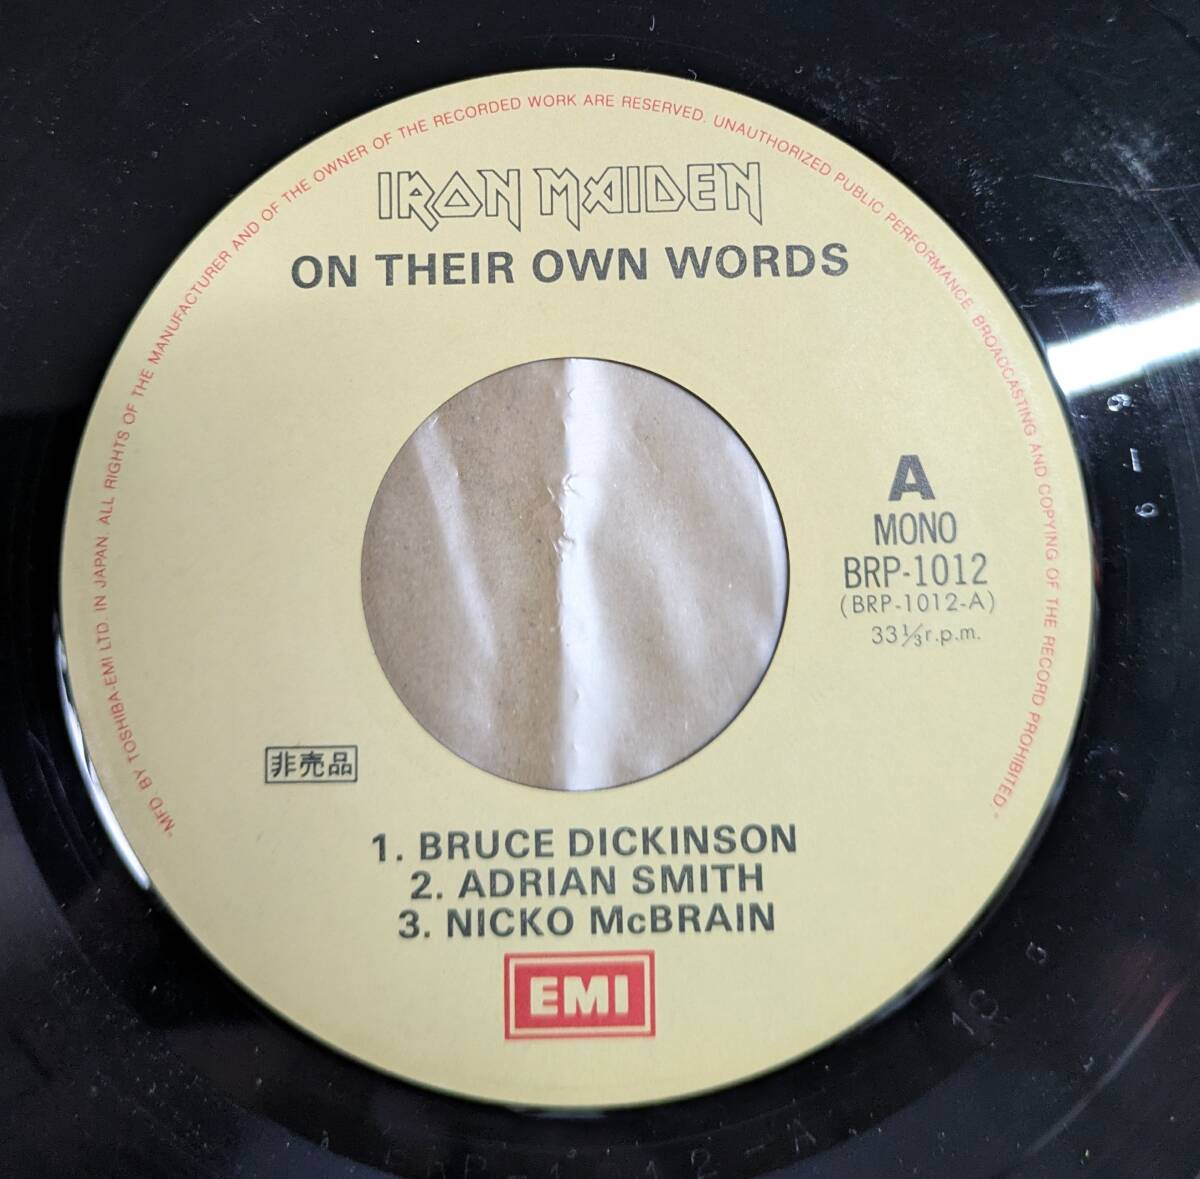 "MFD. BY TOSHIBA-EMI LTD. IN JAPAN. ALL RIGHTS OF THE MANUFACTURER AND OF THE OWNER OF THE RECORDED WORK ARE RESERVED. UNAUTHORIZED PUBLIC PERFORMANCE. BROADCASTING AND COPYING OF THE RECORD PROHIBITED."
IRON MAIDEN
ON THEIR OWN WORDS
A
MONO
BRP-1012
(BRP-1012-A)
33⅓r.p.m.
非売品
1. BRUCE DICKINSON
2. ADRIAN SMITH
3. NICKO McBRAIN
EMI